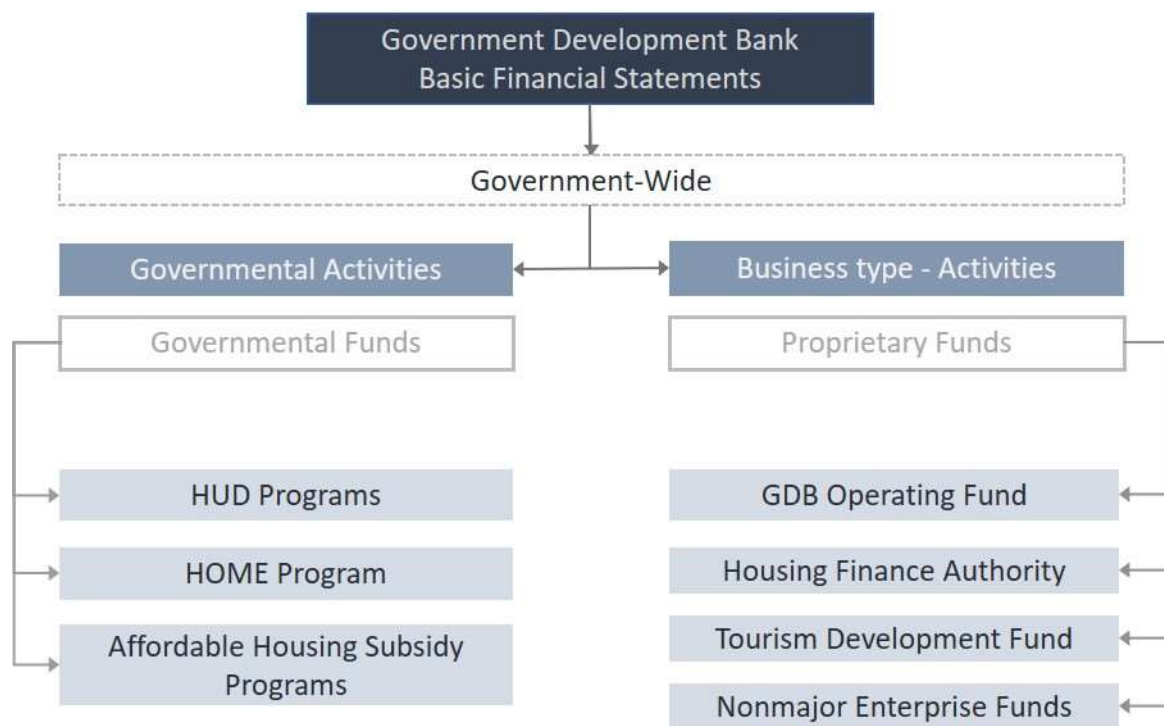 Government Development Bank
Basic Financial Statements
Government-Wide
Governmental Activities
Business type - Activities
Governmental Funds
Proprietary Funds
HUD Programs
GDB Operating Fund
HOME Program
Housing Finance Authority
Affordable Housing Subsidy
Programs
Tourism Development Fund
Nonmajor Enterprise Funds